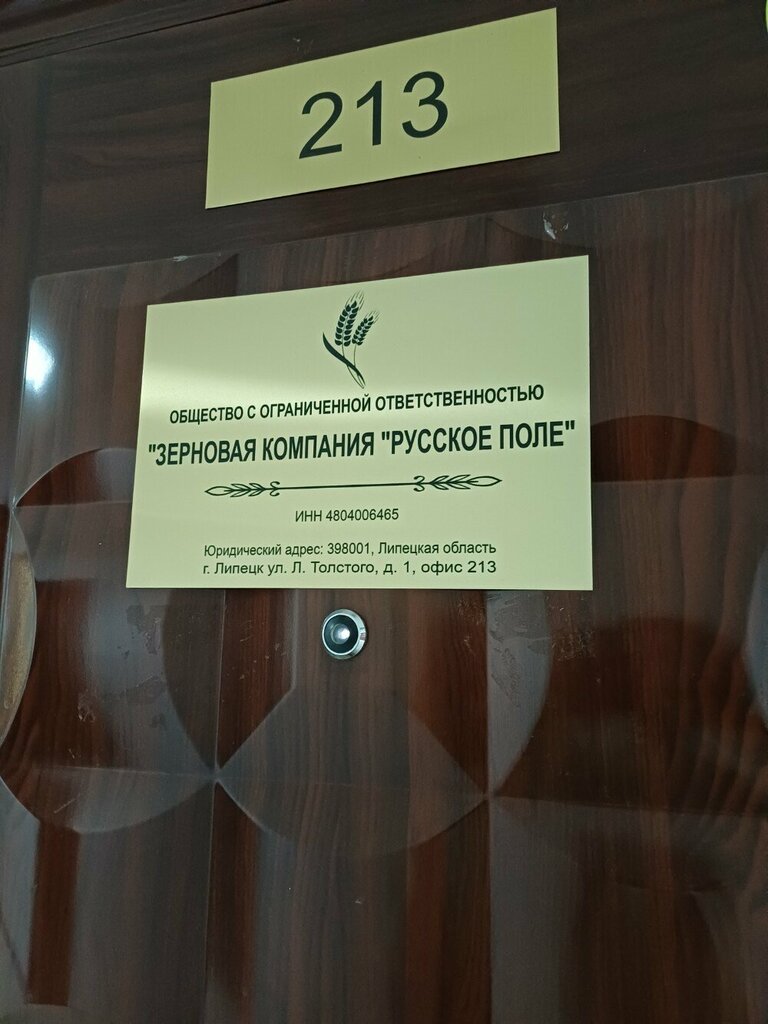 213
ОБЩЕСТВО С ОГРАНИЧЕННОЙ ОТВЕТСТВЕННОСТЬЮ
"ЗЕРНОВАЯ КОМПАНИЯ "РУССКОЕ ПОЛЕ"
ИНН 4804006465
Юридический адрес: 398001, Липецкая область
г. Липецк ул. Л. Толстого, д. 1, офис 213